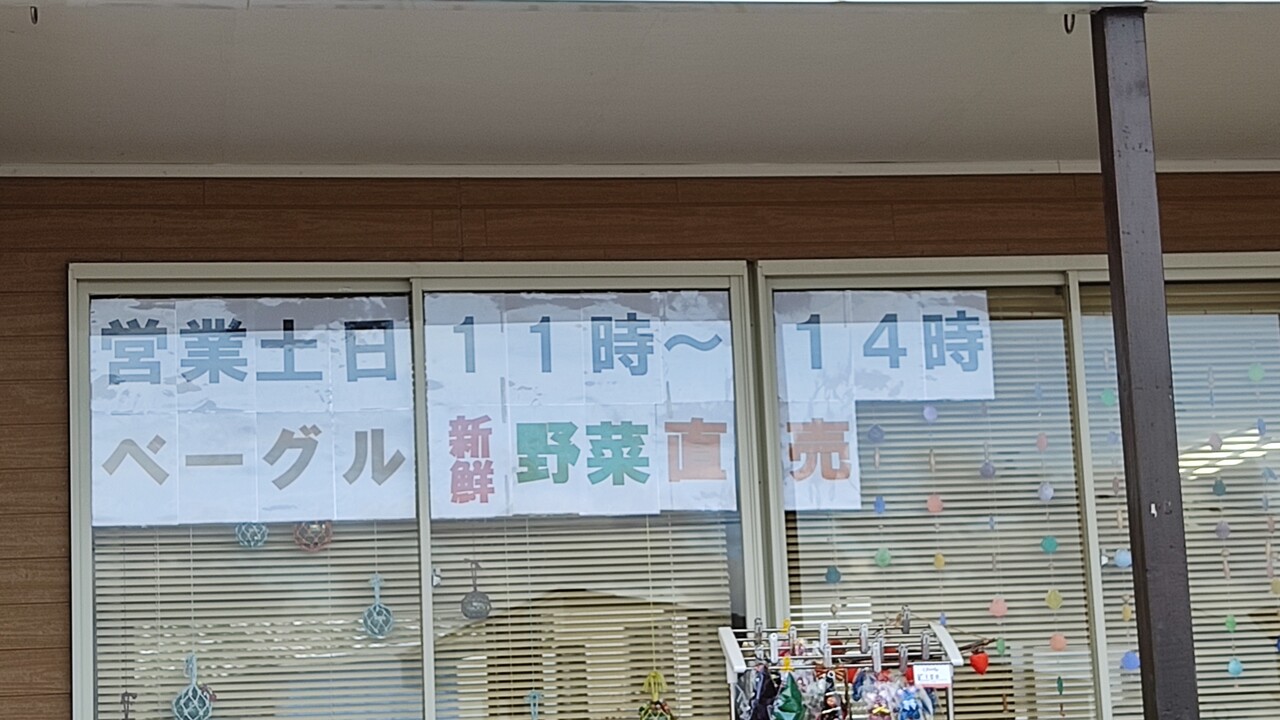 営業土日 11時～14時
ベーグル 新鮮 野菜直売